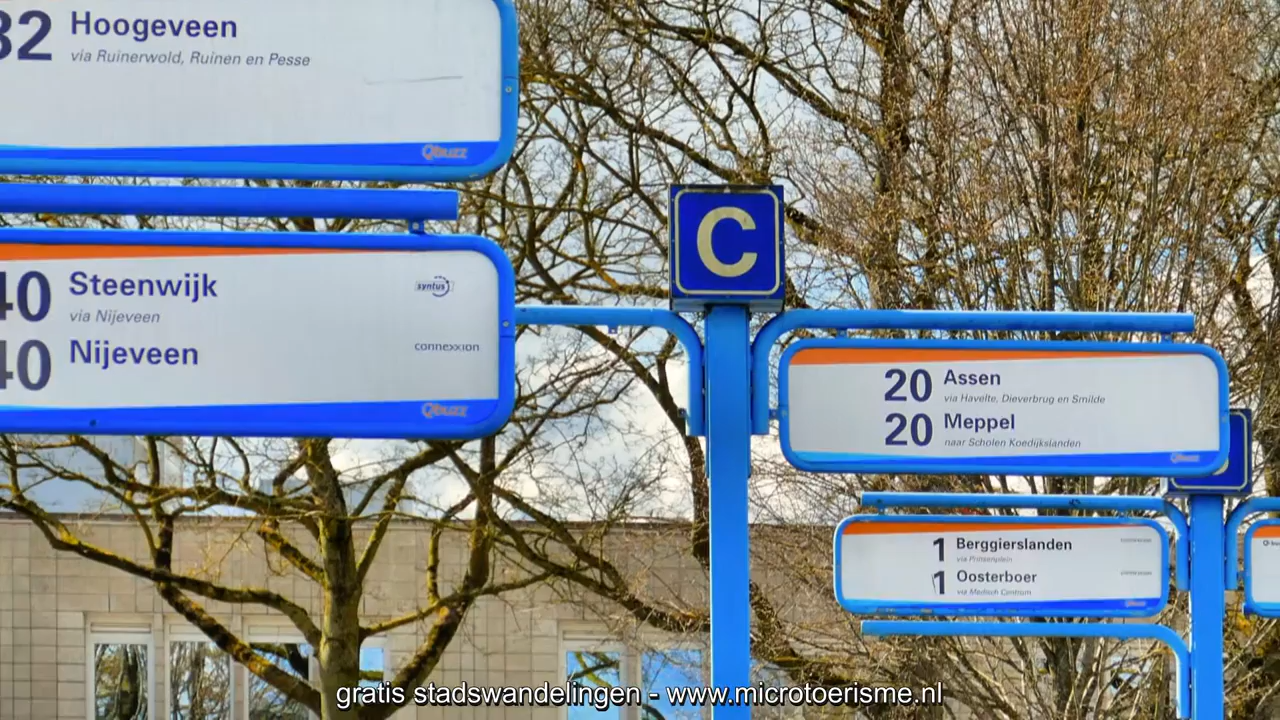 32 Hoogeveen
via Ruinerwold, Ruinen en Pesse
Qbuzz
40 Steenwijk
via Nijeveen
syntus
40 Nijeveen
connexxion
Qbuzz
C
20 Assen
via Havelte, Dieverbrug en Smilde
20 Meppel
naar Scholen Koedijkslanden
Qbuzz
1 Berggierslanden
1 Oosterboer
via Medisch Centrum
gratis stadswandelingen - www.microtoerisme.nl